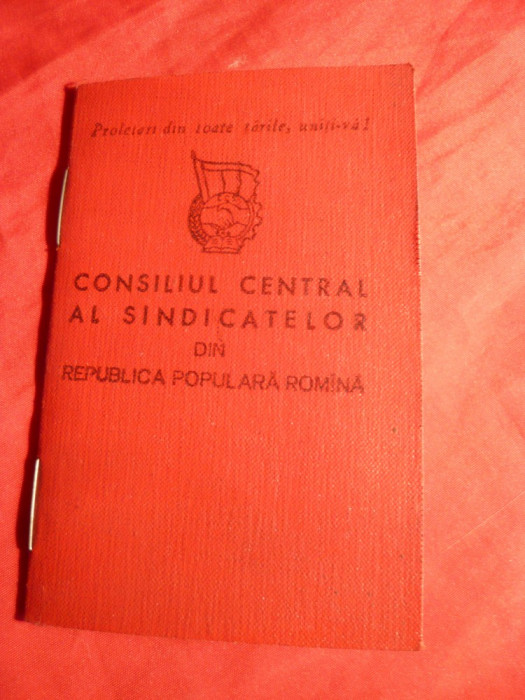 Proletari din toate țările, uniți-vă!
CONSILIUL CENTRAL
AL SINDICATELOR
DIN
REPUBLICA POPULARĂ ROMÎNĂ